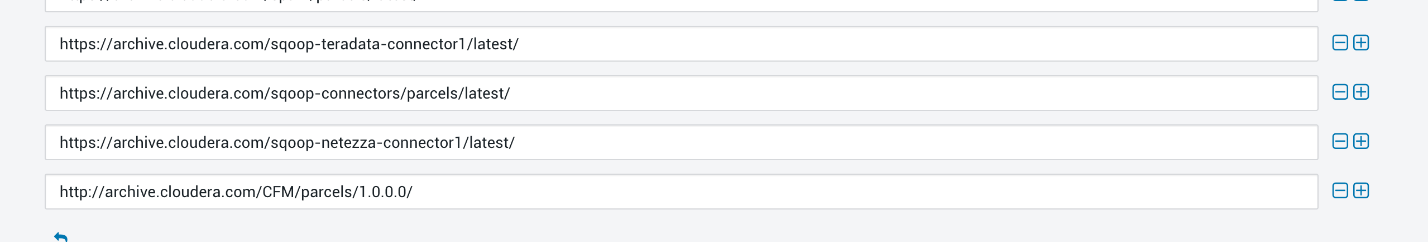 https://archive.cloudera.com/sqoop-teradata-connector1/latest/
https://archive.cloudera.com/sqoop-connectors/parcels/latest/
https://archive.cloudera.com/sqoop-netezza-connector1/latest/
http://archive.cloudera.com/CFM/parcels/1.0.0.0/